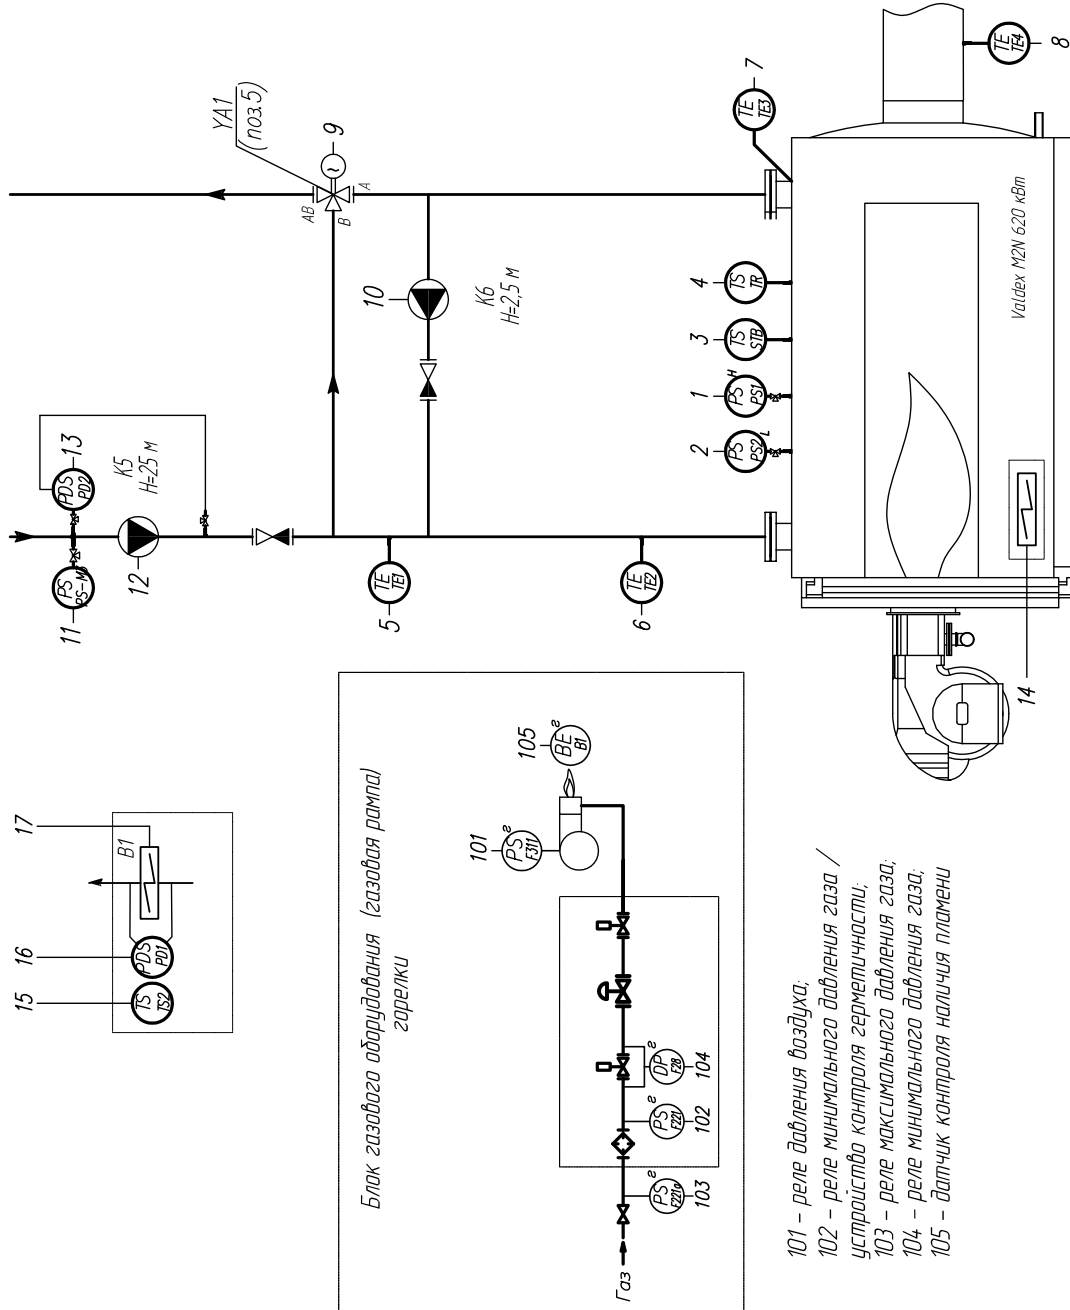 15
16
17
TS
TS2
PDS
PD1
B1
11
PS
PS-M3
13
PDS
PD2
12
К5
Н=25 м
YA1
(поз.5)
9
~
AB
B
A
5
TE
TE1
10
К6
Н=2,5 м
6
TE
TE2
2
PS
PS2
L
1
PS
PS1
H
3
TS
STB
4
TS
TR
7
TE
TE3
8
TE
TE4
14
Valdex M2N 620 кВт
Блок газового оборудования (газовая рампа)
горелки
101
PS
F311
г
105
BE
B1
г
Газ
103
PS
F221a
г
102
PS
F221
104
DP
F28
г
101 – реле давления воздуха;
102 – реле минимального давления газа /
устройство контроля герметичности;
103 – реле максимального давления газа;
104 – реле минимального давления газа;
105 – датчик контроля наличия пламени